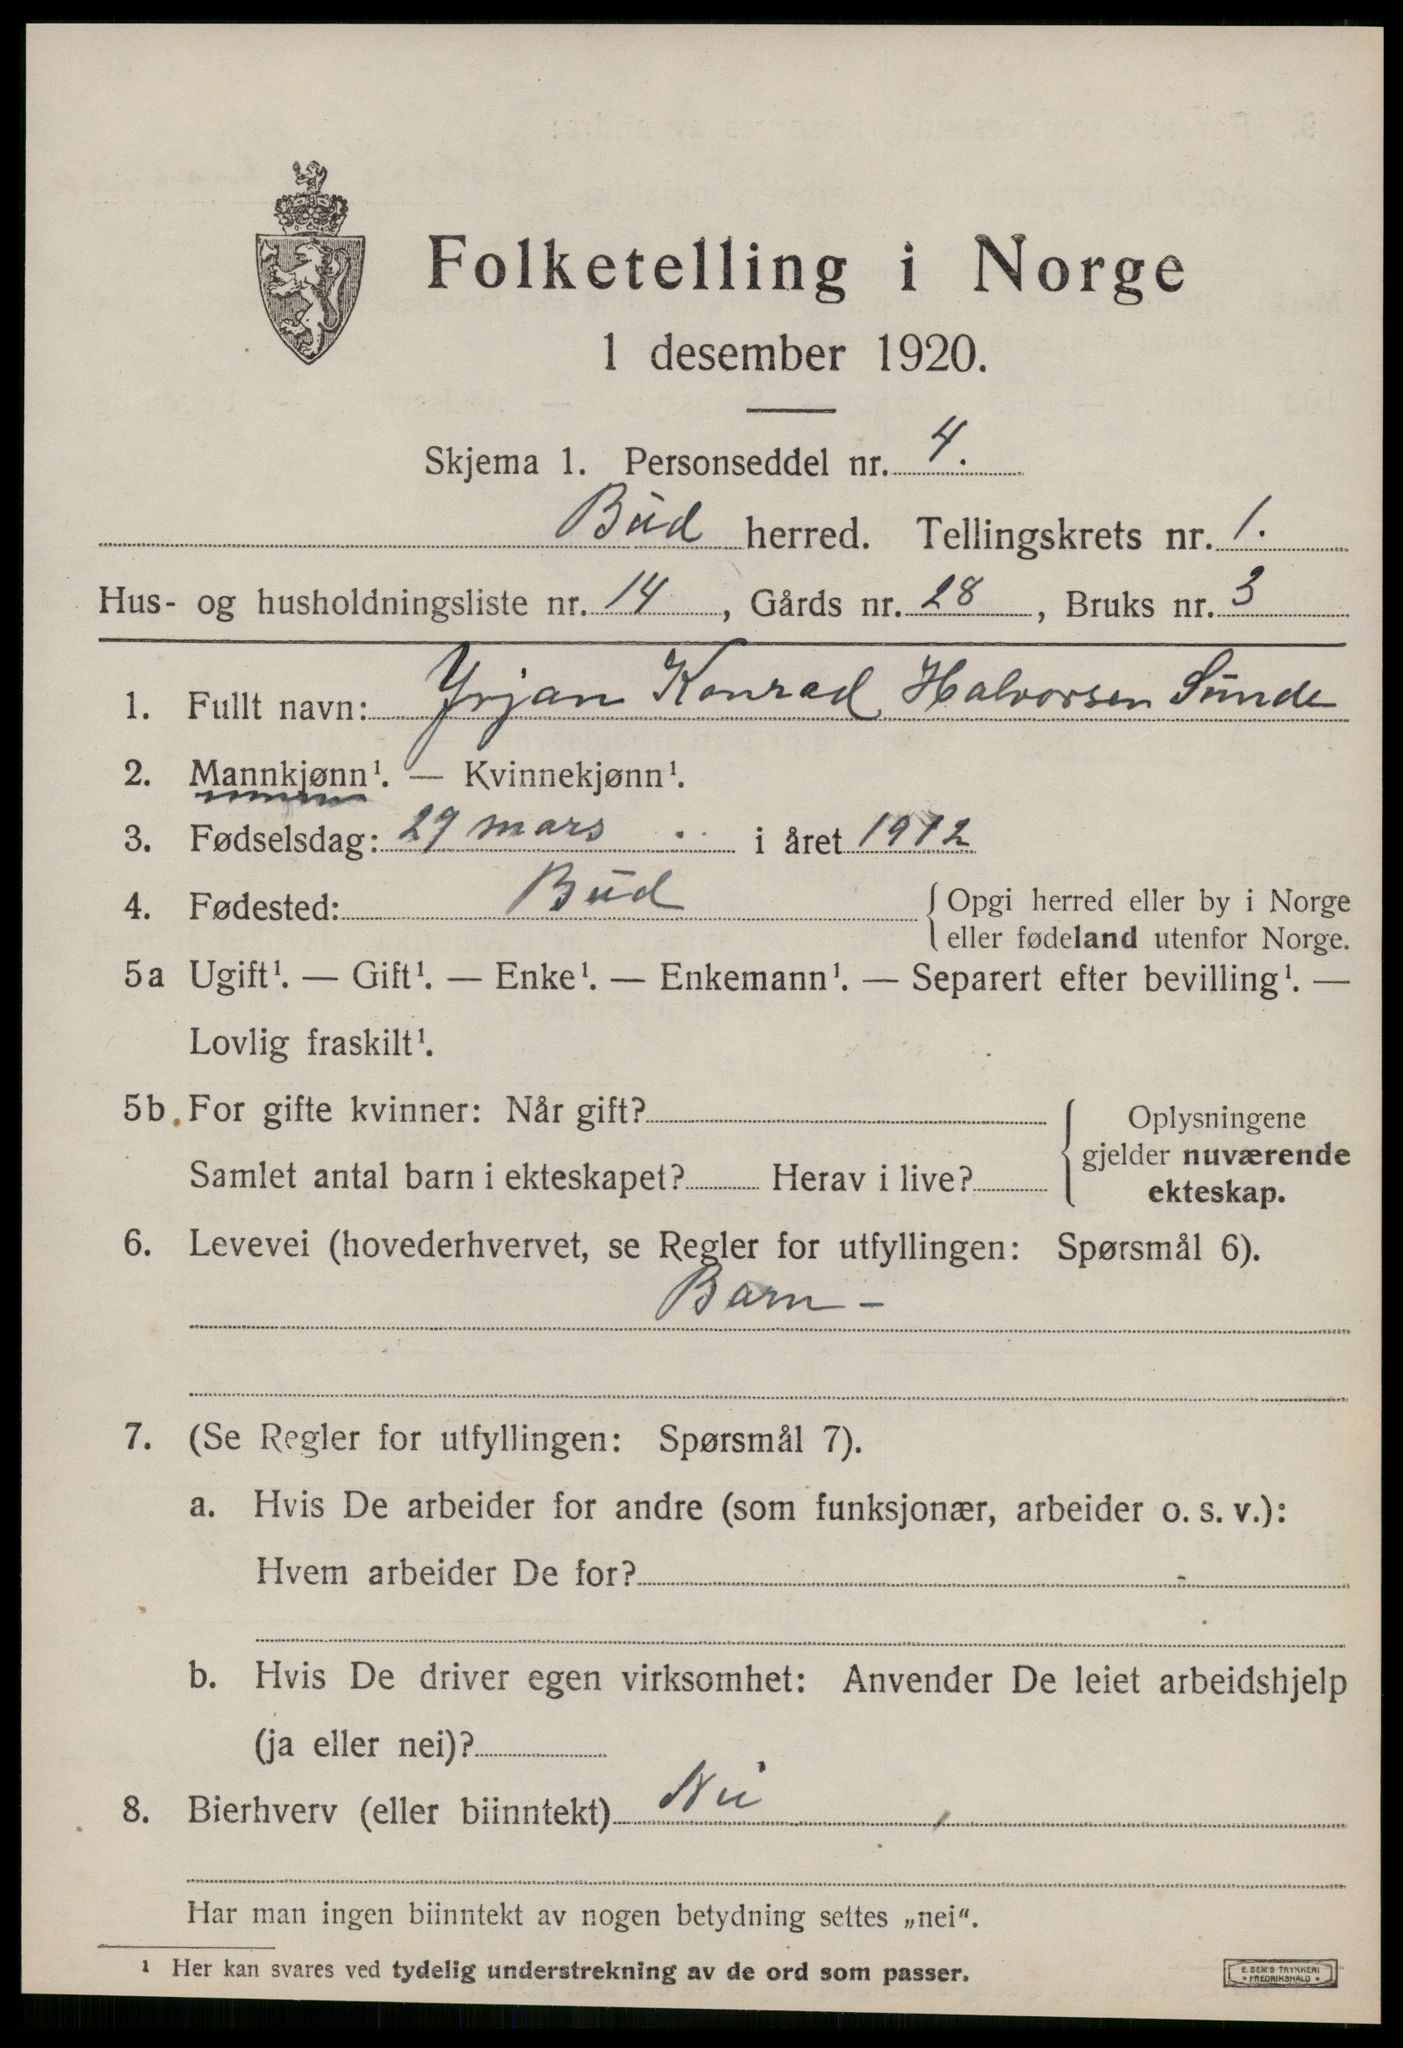 Folketelling i Norge
1 desember 1920.
Skjema 1. Personseddel nr. 4.
Bud herred. Tellingskrets nr. 1.
Hus- og husholdningsliste nr. 14, Gårds nr. 28, Bruks nr. 3
1. Fullt navn: Yrjan Konrad Halvorsen Sunde
2. Mannkjønn¹. — Kvinnekjønn¹.
3. Fødselsdag: 29 mars i året 1912
4. Fødested: Bud
Opgi herred eller by i Norge
eller fødeland utenfor Norge.
5a Ugift¹. — Gift¹. — Enke¹. — Enkemann¹. — Separert efter bevilling¹. —
Lovlig fraskilt¹.
5b. For gifte kvinner: Når gift?
Samlet antal barn i ekteskapet? Herav i live?
Oplysningene
gjelder nuværende
ekteskap.
6. Levevei (hovederhvervet, se Regler for utfyllingen: Spørsmål 6).
Barn -
7. (Se Regler for utfyllingen: Spørsmål 7).
a. Hvis De arbeider for andre (som funksjonær, arbeider o. s. v.):
Hvem arbeider De for? -
b. Hvis De driver egen virksomhet: Anvender De leiet arbeidshjelp
(ja eller nei)?
8. Bierhverv (eller biinntekt) Nei
Har man ingen biinntekt av nogen betydning settes „nei“.
¹ Her kan svares ved tydelig understrekning av de ord som passer.
E. SEM'S TRYKKERI
FREDRIKSHALD